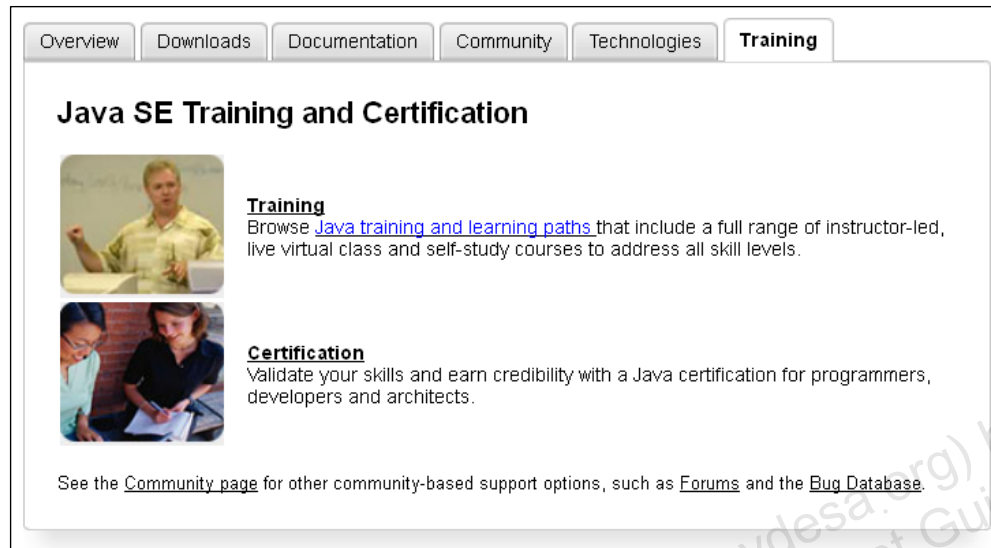 Overview Downloads Documentation Community Technologies Training
Java SE Training and Certification
Training
Browse Java training and learning paths that include a full range of instructor-led,
live virtual class and self-study courses to address all skill levels.
Certification
Validate your skills and earn credibility with a Java certification for programmers,
developers and architects.
See the Community page for other community-based support options, such as Forums and the Bug Database.